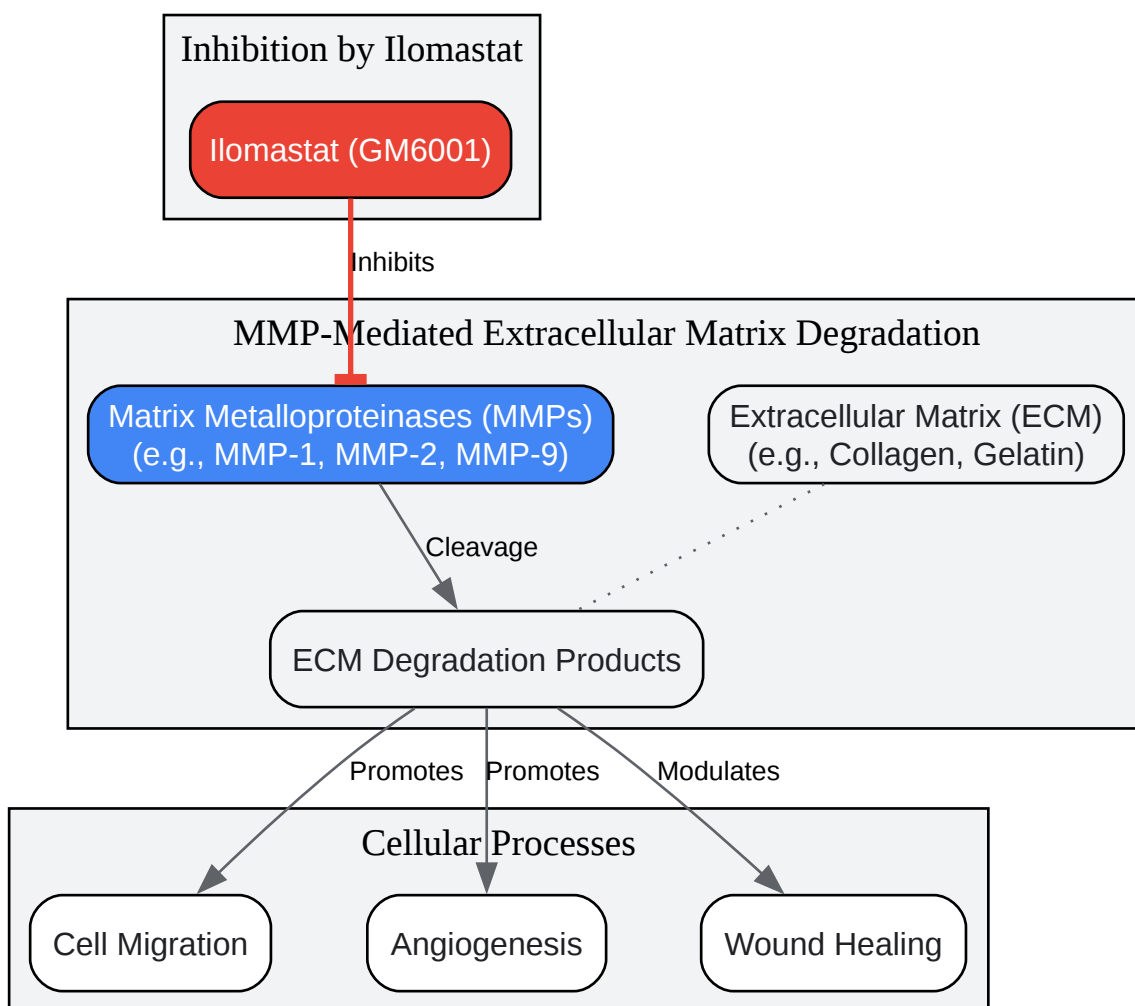 Inhibition by Ilomastat
Ilomastat (GM6001)
Inhibits
MMP-Mediated Extracellular Matrix Degradation
Matrix Metalloproteinases (MMPs)
(e.g., MMP-1, MMP-2, MMP-9)
Extracellular Matrix (ECM)
(e.g., Collagen, Gelatin)
Cleavage
ECM Degradation Products
Promotes
Promotes
Modulates
Cellular Processes
Cell Migration
Angiogenesis
Wound Healing